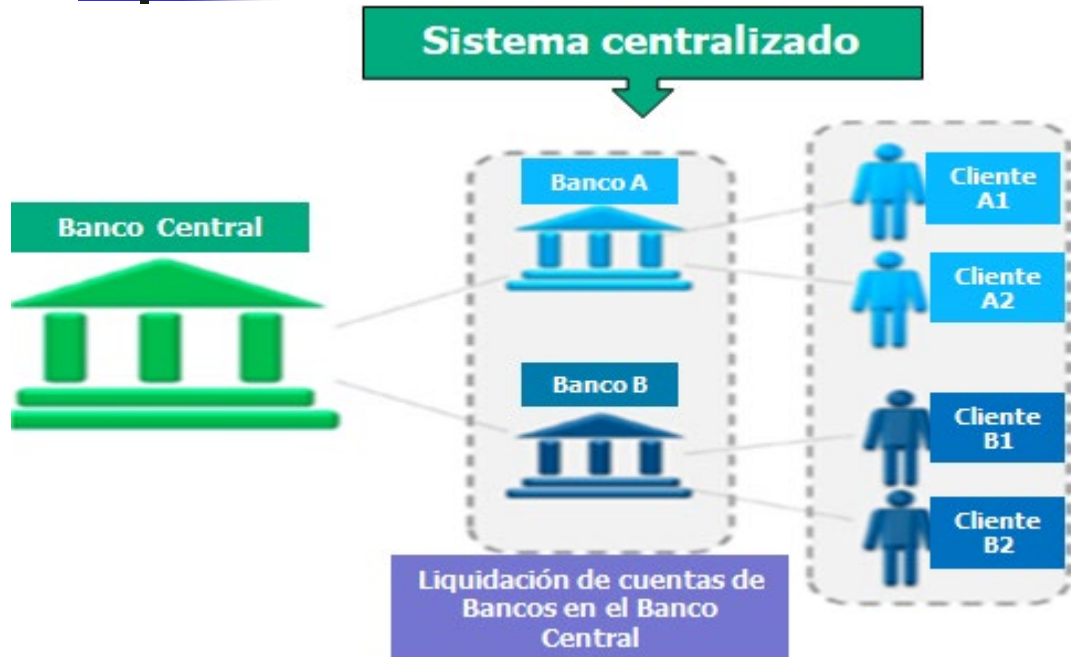 Sistema centralizado
Banco Central
Banco A
Banco B
Cliente
A1
Cliente
A2
Cliente
B1
Cliente
B2
Liquidación de cuentas de
Bancos en el Banco
Central